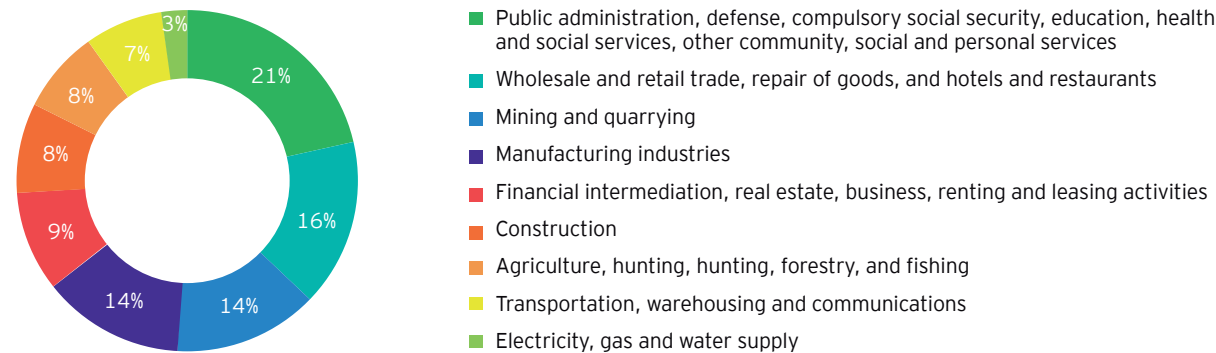 3%
7%
21%
8%
8%
16%
9%
14%
14%
Public administration, defense, compulsory social security, education, health
and social services, other community, social and personal services
Wholesale and retail trade, repair of goods, and hotels and restaurants
Mining and quarrying
Manufacturing industries
Financial intermediation, real estate, business, renting and leasing activities
Construction
Agriculture, hunting, hunting, forestry, and fishing
Transportation, warehousing and communications
Electricity, gas and water supply